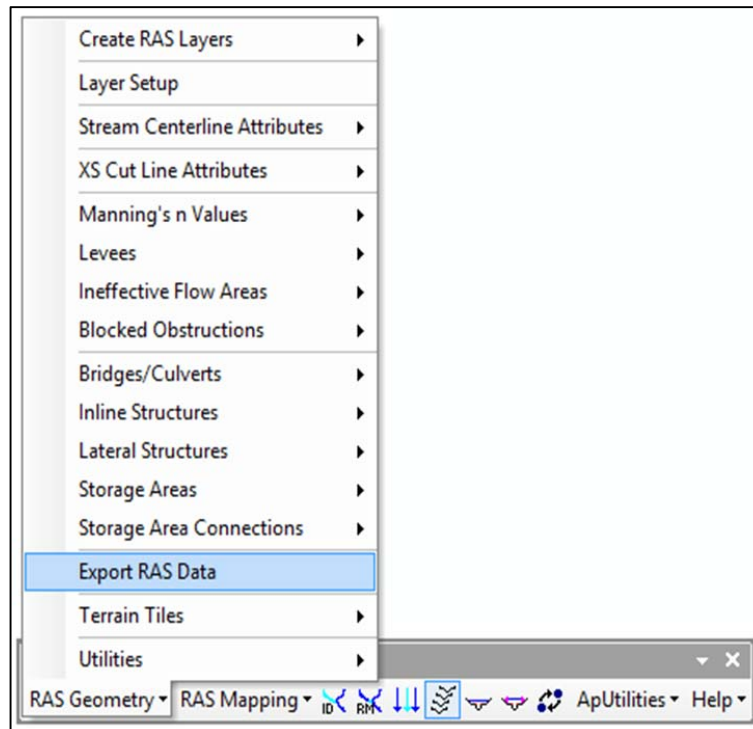 Create RAS Layers
Layer Setup
Stream Centerline Attributes
XS Cut Line Attributes
Manning's n Values
Levees
Ineffective Flow Areas
Blocked Obstructions
Bridges/Culverts
Inline Structures
Lateral Structures
Storage Areas
Storage Area Connections
Export RAS Data
Terrain Tiles
Utilities
RAS Geometry RAS Mapping ID RM ApUtilities Help